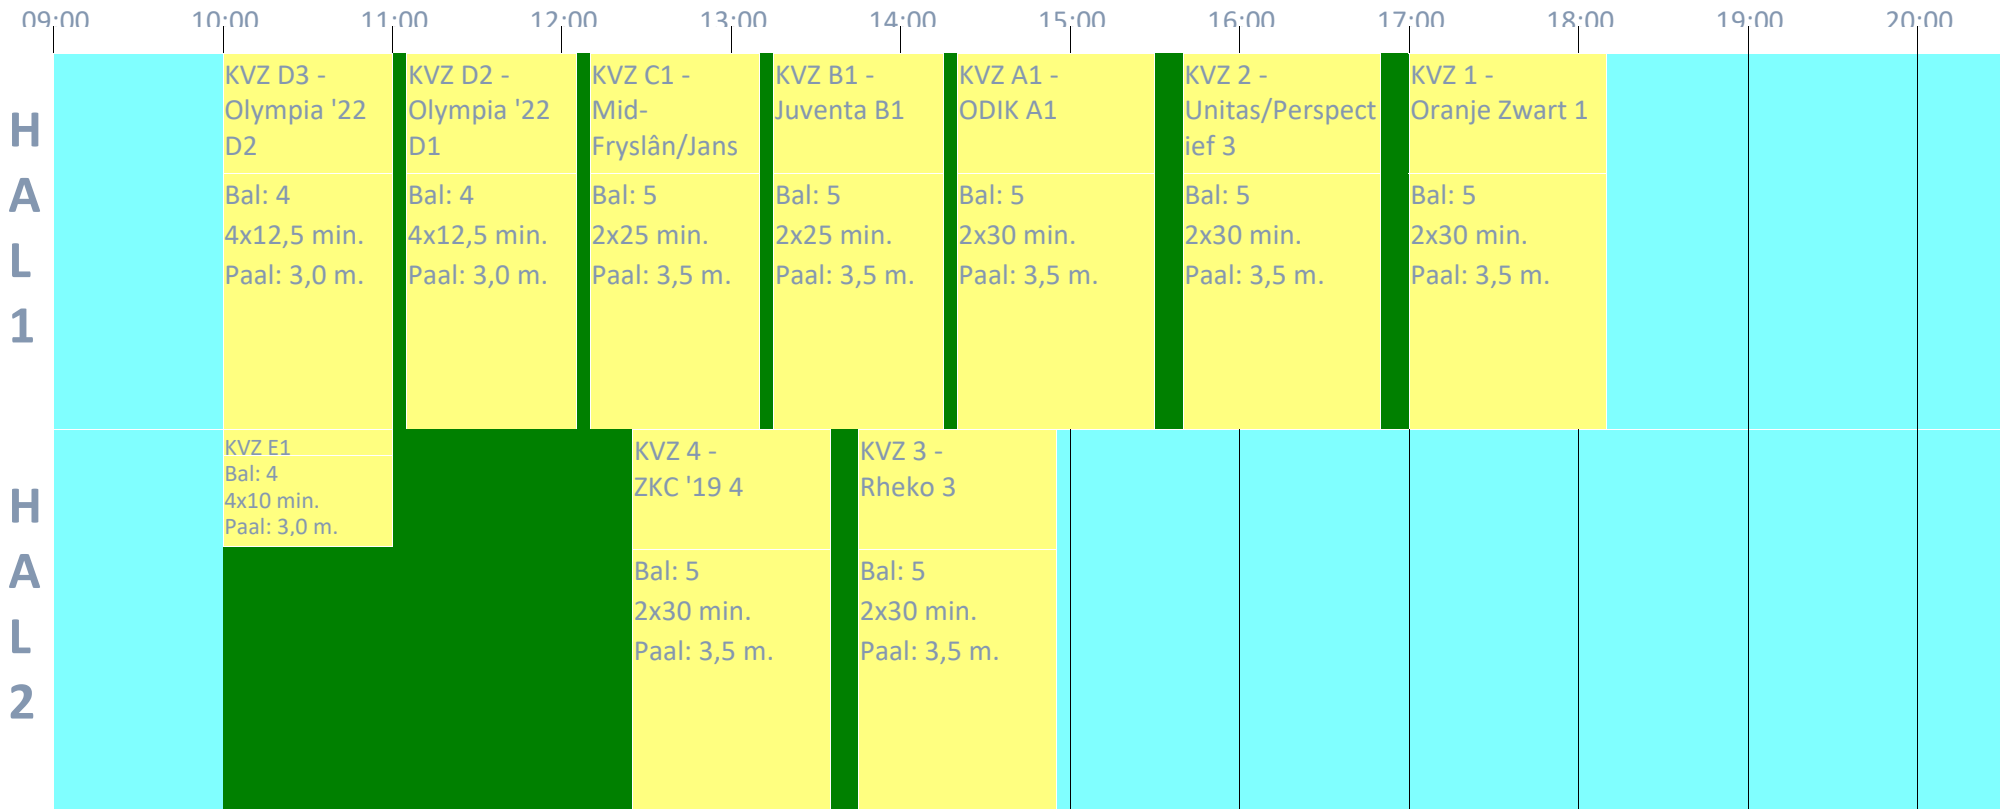 09:00 10:00 11:00 12:00 13:00 14:00 15:00 16:00 17:00 18:00 19:00 20:00
HAL1
KVZ D3 -
Olympia '22
D2
Bal: 4
4x12,5 min.
Paal: 3,0 m.
KVZ D2 -
Olympia '22
D1
Bal: 4
4x12,5 min.
Paal: 3,0 m.
KVZ C1 -
Mid-
Fryslân/Jans
Bal: 5
2x25 min.
Paal: 3,5 m.
KVZ B1 -
Juventa B1
Bal: 5
2x25 min.
Paal: 3,5 m.
KVZ A1 -
ODIK A1
Bal: 5
2x30 min.
Paal: 3,5 m.
KVZ 2 -
Unitas/Perspect
ief 3
Bal: 5
2x30 min.
Paal: 3,5 m.
KVZ 1 -
Oranje Zwart 1
Bal: 5
2x30 min.
Paal: 3,5 m.
HAL2
KVZ E1
Bal: 4
4x10 min.
Paal: 3,0 m.
KVZ 4 -
ZKC '19 4
Bal: 5
2x30 min.
Paal: 3,5 m.
KVZ 3 -
Rheko 3
Bal: 5
2x30 min.
Paal: 3,5 m.